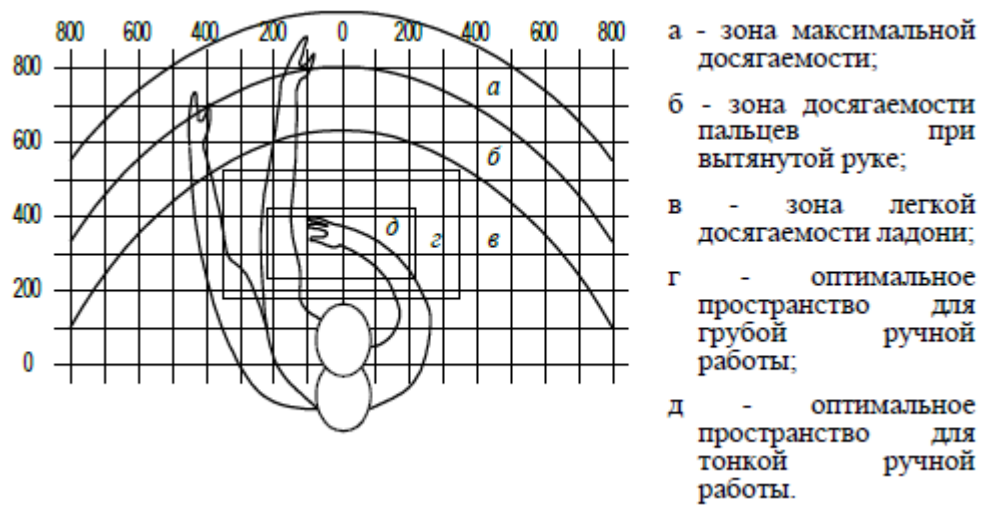 800 600 400 200 0 200 400 600 800
800
600
400
200
0
а
б
д г в
а - зона максимальной
досягаемости;
б - зона досягаемости
пальцев при
вытянутой руке;
в - зона легкой
досягаемости ладони;
г - оптимальное
пространство для
грубой ручной
работы;
д - оптимальное
пространство для
тонкой ручной
работы.